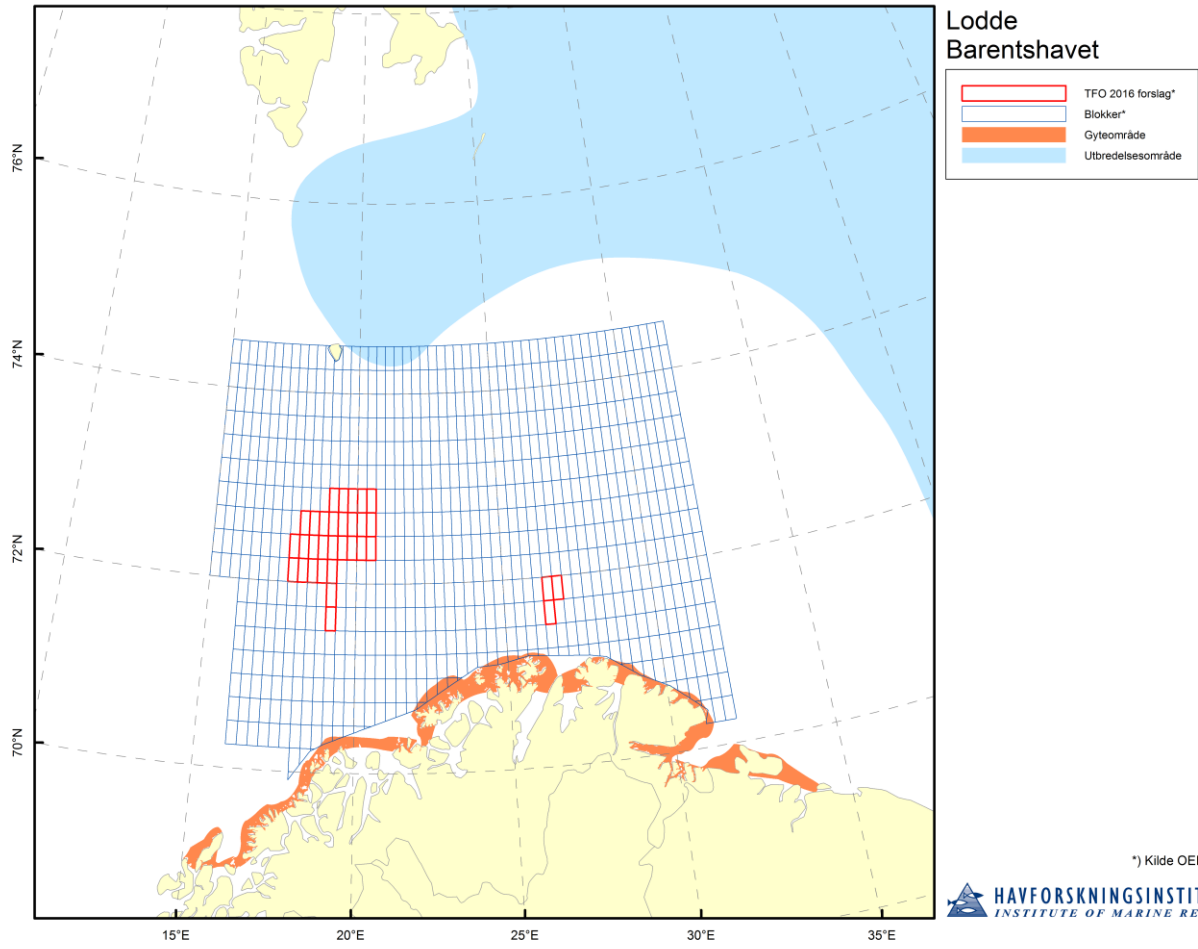 Lodde
Barentshavet
TFO 2016 forslag*
Blokker*
Gyteområde
Utbredelsesområde
76°N
74°N
72°N
70°N
15°E
20°E
25°E
30°E
35°E
*) Kilde OE
HAVFORSKNINGSINSTIT
INSTITUTE OF MARINE RE